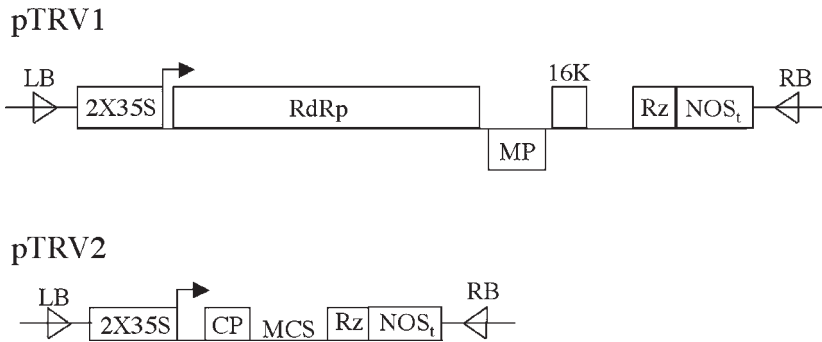 pTRV1
LB 2X35S RdRp MP 16K Rz NOSt RB
pTRV2
LB 2X35S CP MCS Rz NOSt RB